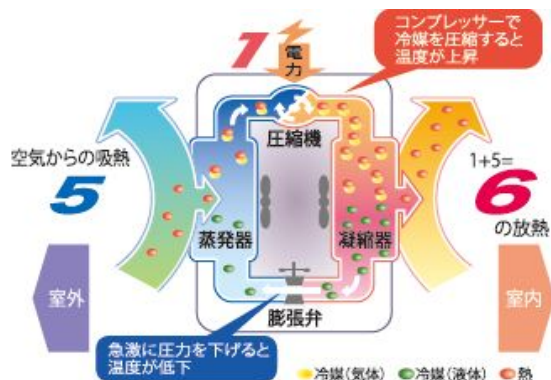 1
電力
コンプレッサーで
冷媒を圧縮すると
温度が上昇
空気からの吸熱
5
圧縮機
1+5=
6
の放熱
蒸発器
凝縮器
室外
室内
膨張弁
急激に圧力を下げると
温度が低下
冷媒(気体) 冷媒(液体) 熱